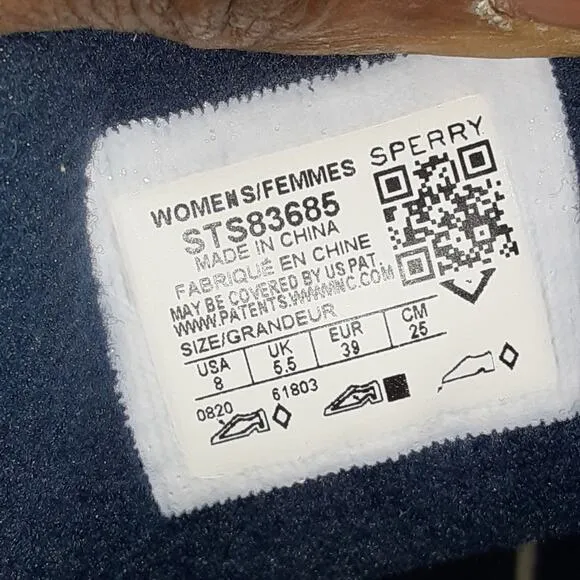 SPERRY
WOMENS/FEMMES
STS83685
MADE IN CHINA
FABRIQUÉ EN CHINE
MAY BE COVERED BY US PAT.
WWW.PATENTS.WWWINC.COM
SIZE/GRANDEUR
USA UK EUR CM
8 5.5 39 25
0820 61803